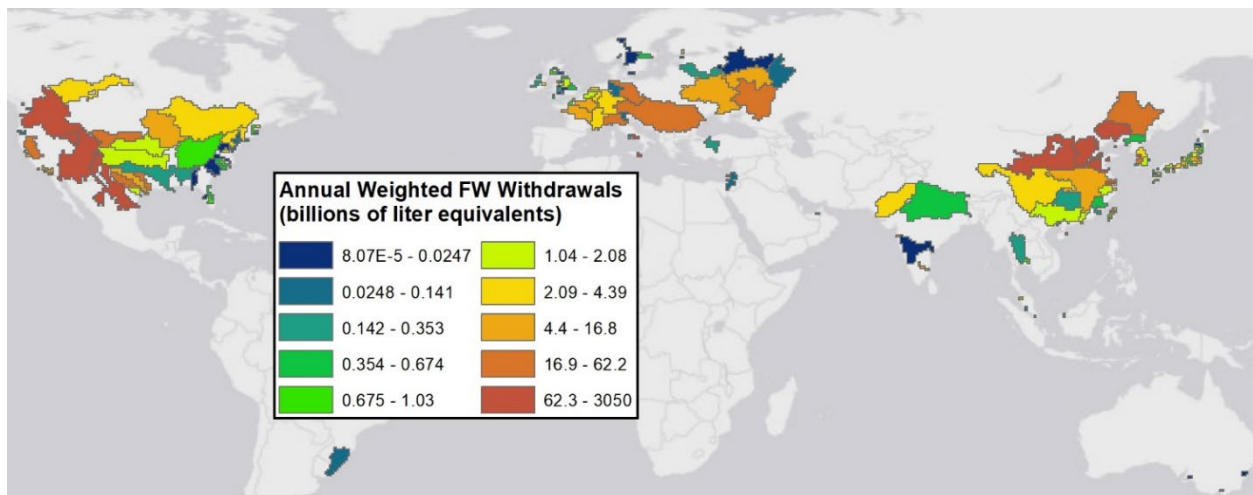 Annual Weighted FW Withdrawals
(billions of liter equivalents)
8.07E-5 - 0.0247
1.04 - 2.08
0.0248 - 0.141
2.09 - 4.39
0.142 - 0.353
4.4 - 16.8
0.354 - 0.674
16.9 - 62.2
0.675 - 1.03
62.3 - 3050